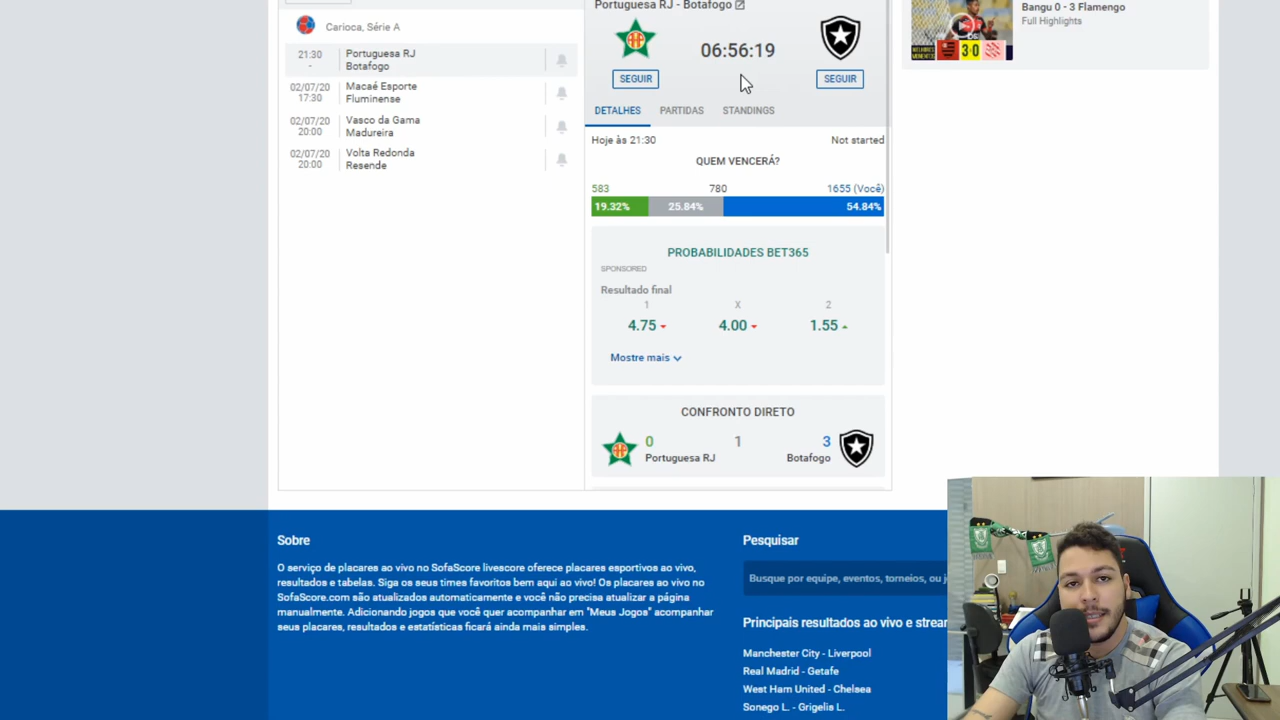 Carioca, Série A
21:30
-
Portuguesa RJ
Botafogo
02/07/20
17:30
Macaé Esporte
Fluminense
02/07/20
20:00
Vasco da Gama
Madureira
02/07/20
20:00
Volta Redonda
Resende
Portuguesa RJ - Botafogo
06:56:19
SEGUIR
SEGUIR
DETALHES PARTIDAS STANDINGS
Hoje às 21:30 Not started
QUEM VENCERÁ?
583 780 1655 (Você)
19.32% 25.84% 54.84%
PROBABILIDADES BET365
SPONSORED
Resultado final
1 X 2
4.75 4.00 1.55
Mostre mais
CONFRONTO DIRETO
0 1 3
Portuguesa RJ Botafogo
Bangu 0 - 3 Flamengo
Full Highlights
MELHORES
MOMENTOS
3 0
Sobre
O serviço de placares ao vivo no SofaScore livescore oferece placares esportivos ao vivo,
resultados e tabelas. Siga os seus times favoritos bem aqui ao vivo! Os placares ao vivo no
SofaScore.com são atualizados automaticamente e você não precisa atualizar a página
manualmente. Adicionando jogos que você quer acompanhar em "Meus Jogos" acompanhar
seus placares, resultados e estatísticas ficará ainda mais simples.
Pesquisar
Busque por equipe, eventos, torneios, ou j
Principais resultados ao vivo e strea
Manchester City - Liverpool
Real Madrid - Getafe
West Ham United - Chelsea
Sonego L. - Grigelis L.